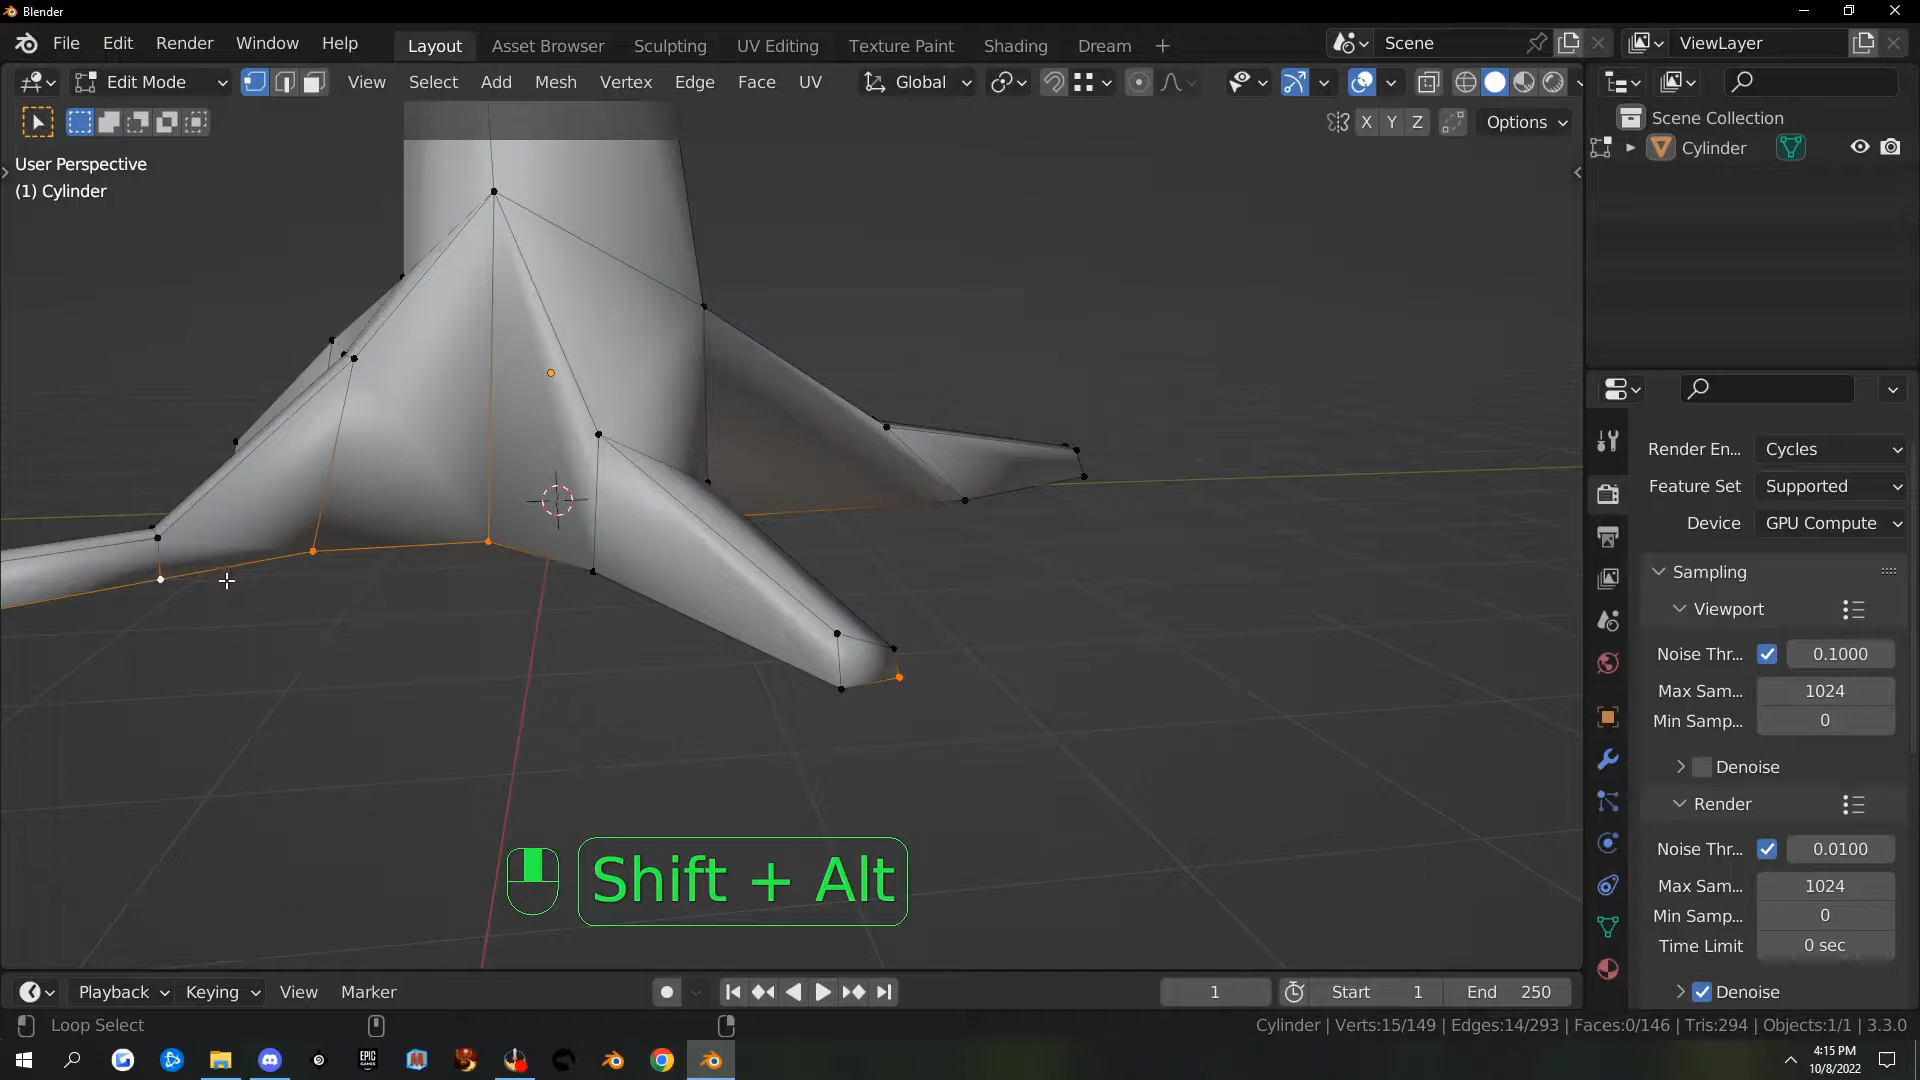 Blender
File Edit Render Window Help Layout Asset Browser Sculpting UV Editing Texture Paint Shading Dream + Scene ViewLayer
Edit Mode View Select Add Mesh Vertex Edge Face UV Global
X Y Z Options
User Perspective
(1) Cylinder
Scene Collection
Cylinder
Render En... Cycles
Feature Set Supported
Device GPU Compute
Sampling
Viewport
Noise Thr... 0.1000
Max Sam... 1024
Min Samp... 0
Denoise
Render
Noise Thr... 0.0100
Max Sam... 1024
Min Samp... 0
Time Limit 0 sec
Denoise
Shift + Alt
Playback Keying View Marker 1 Start 1 End 250
Loop Select Cylinder | Verts:15/149 | Edges:14/293 | Faces:0/146 | Tris:294 | Objects:1/1 | 3.3.0
EPIC GAMES
4:15 PM
10/8/2022